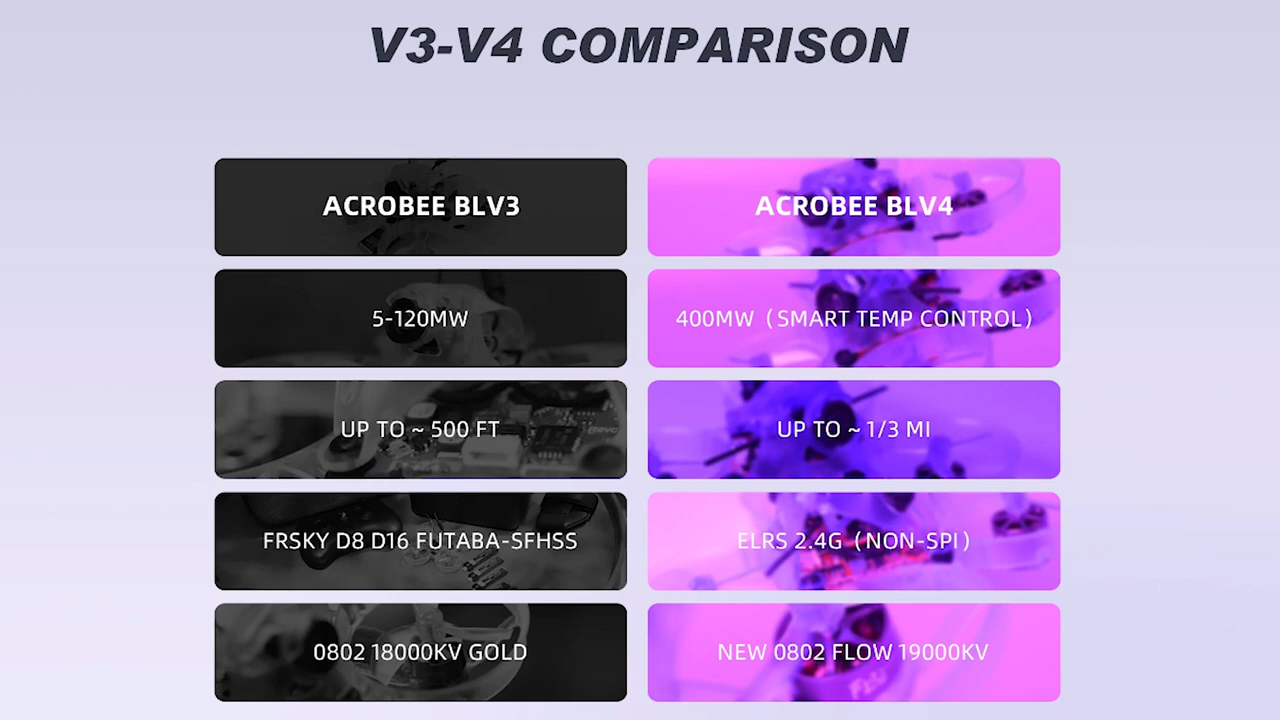 V3-V4 COMPARISON
ACROBEE BLV3
ACROBEE BLV4
5-120MW
400MW (SMART TEMP CONTROL)
UP TO ~ 500 FT
UP TO ~ 1/3 MI
FRSKY D8 D16 FUTABA-SFHSS
ELRS 2.4G (NON-SPI)
0802 18000KV GOLD
NEW 0802 FLOW 19000KV